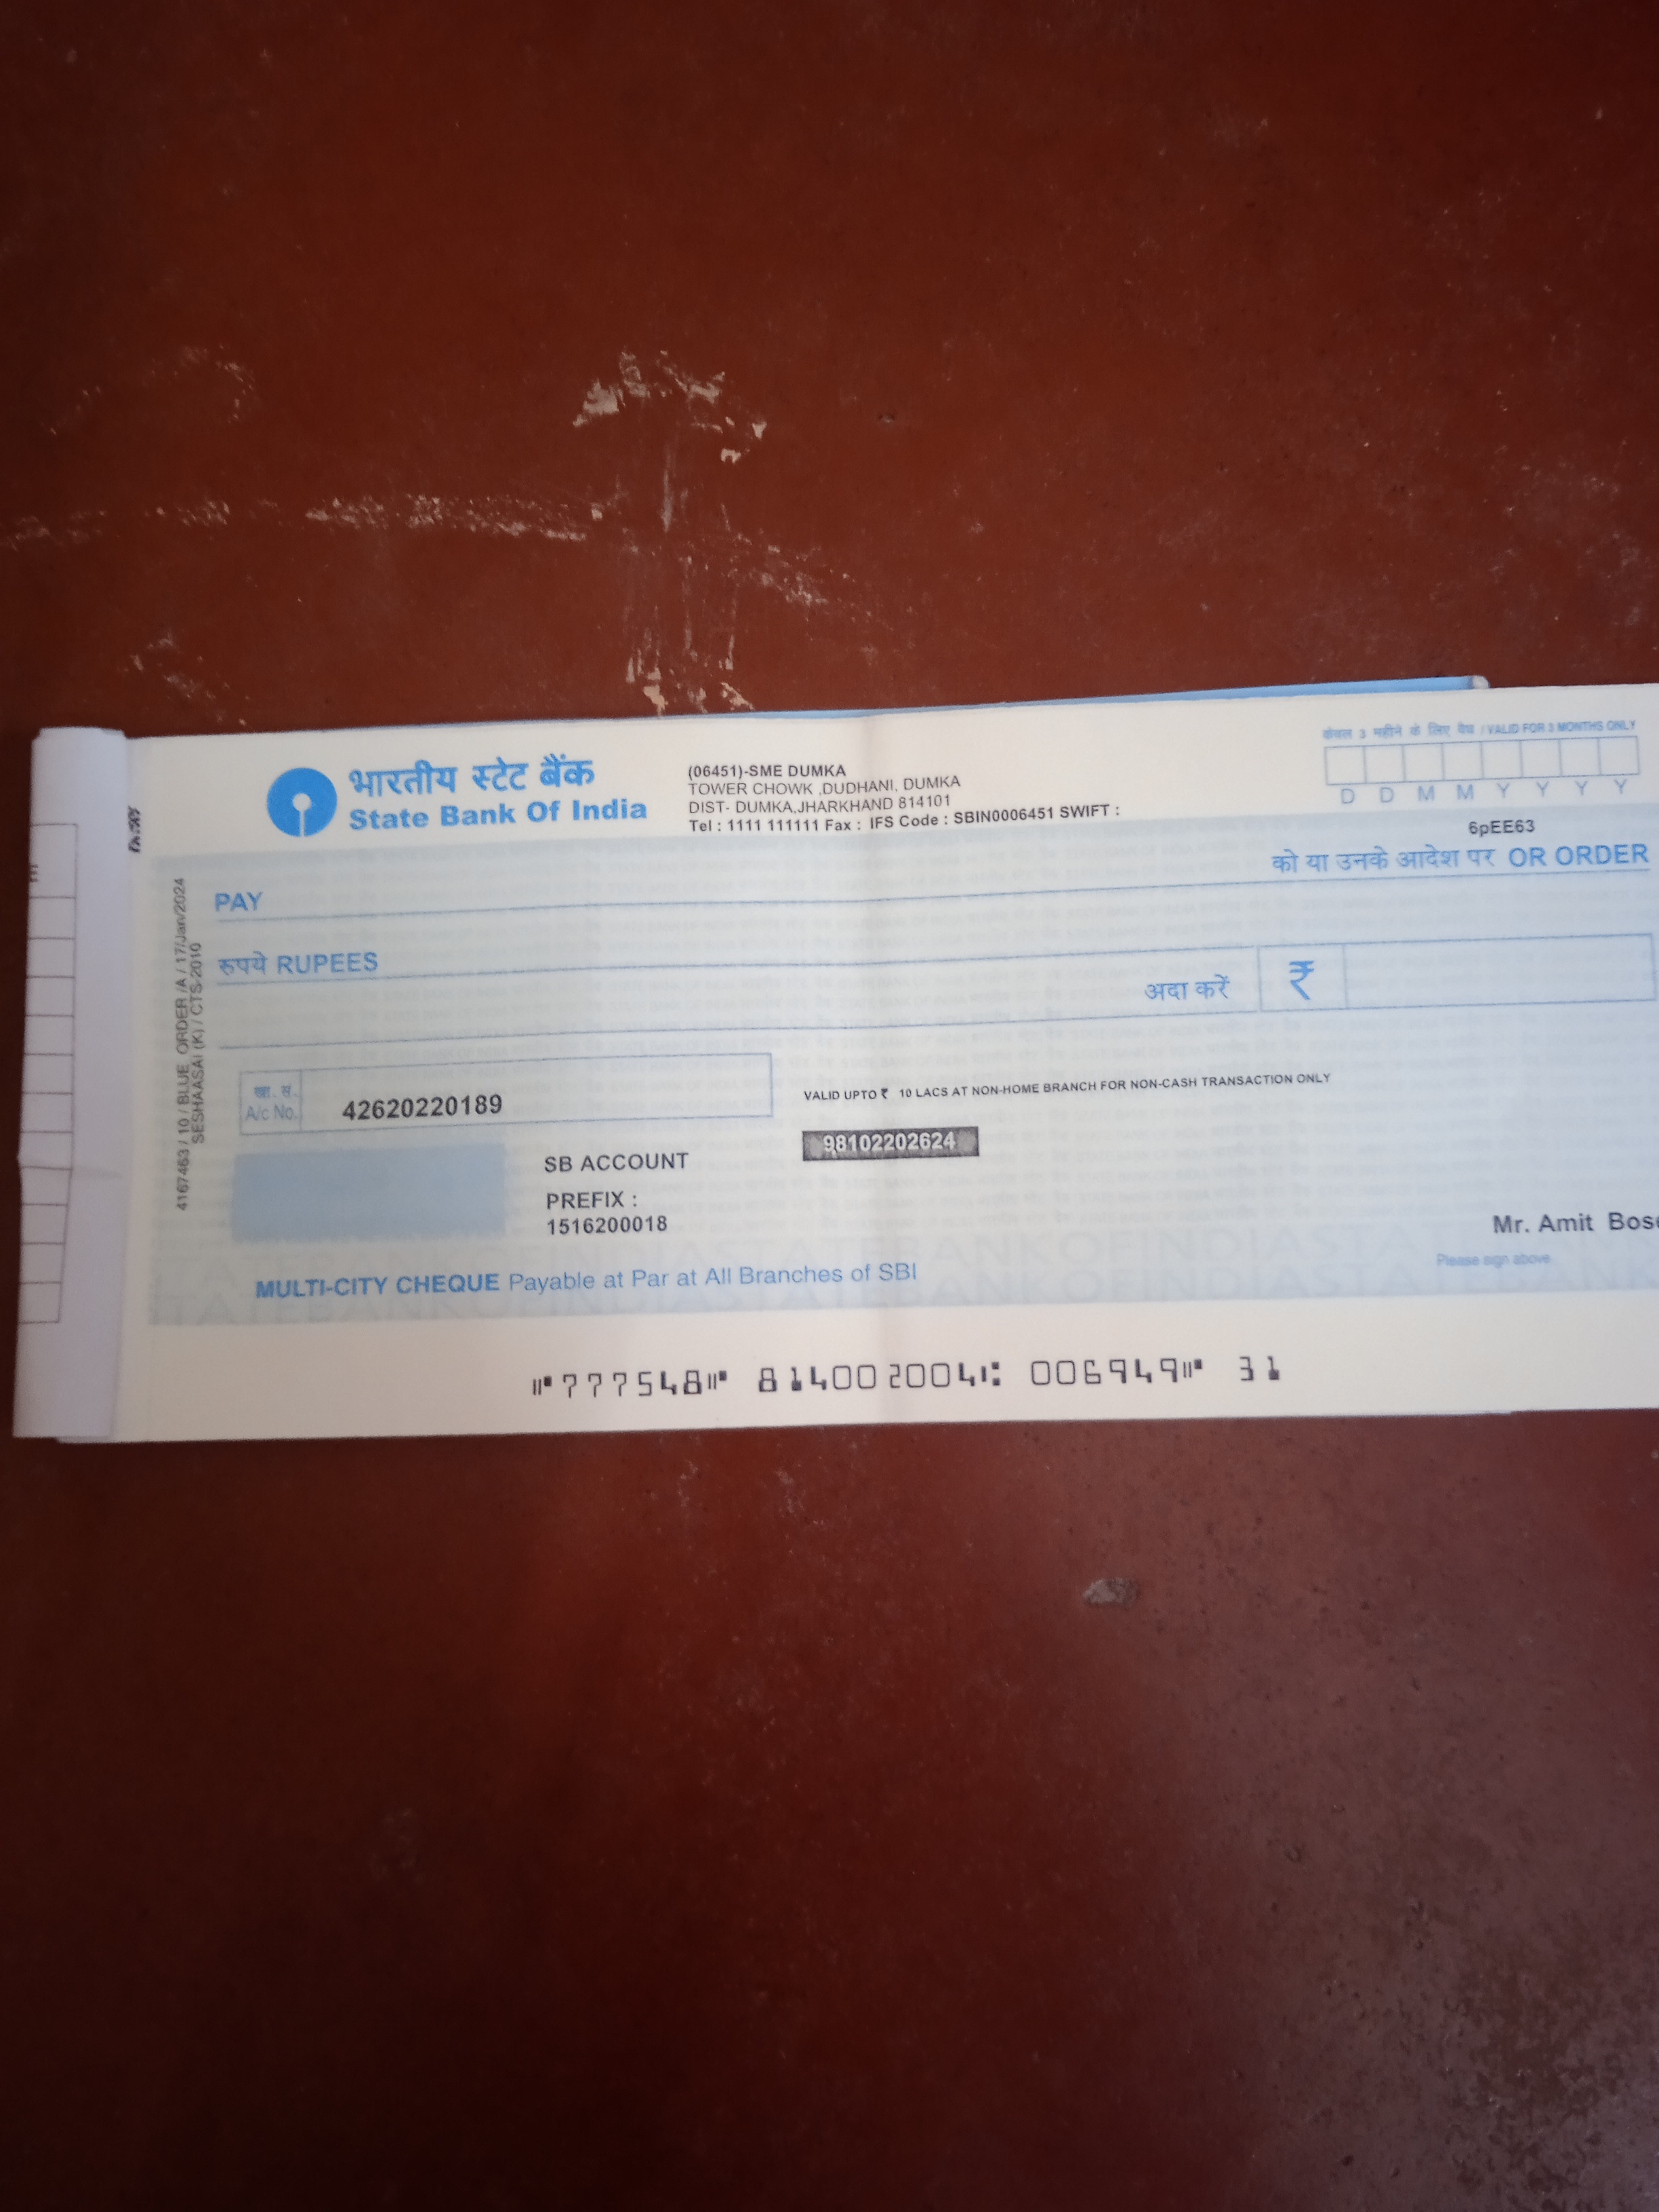 भारतीय स्टेट बैंक
State Bank Of India
(06451)-SME DUMKA
TOWER CHOWK ,DUDHANI, DUMKA
DIST- DUMKA,JHARKHAND 814101
Tel : 1111 111111 Fax : IFS Code : SBIN0006451 SWIFT :
केवल 3 महीने के लिए वैध / VALID FOR 3 MONTHS ONLY
D D M M Y Y Y Y
6pEE63
को या उनके आदेश पर OR ORDER
PAY
रुपये RUPEES
अदा करें ₹
खा. सं.
A/c No. 42620220189
VALID UPTO ₹ 10 LACS AT NON-HOME BRANCH FOR NON-CASH TRANSACTION ONLY
98102202624
SB ACCOUNT
PREFIX :
1516200018
Mr. Amit
Please sign above
MULTI-CITY CHEQUE Payable at Par at All Branches of SBI
⑈777548⑈ 814002004⑆ 006949⑈ 31
4167463 / 10 / BLUE ORDER /A / 17/Jan/2024
SESHAASAI (K) / CTS-2010